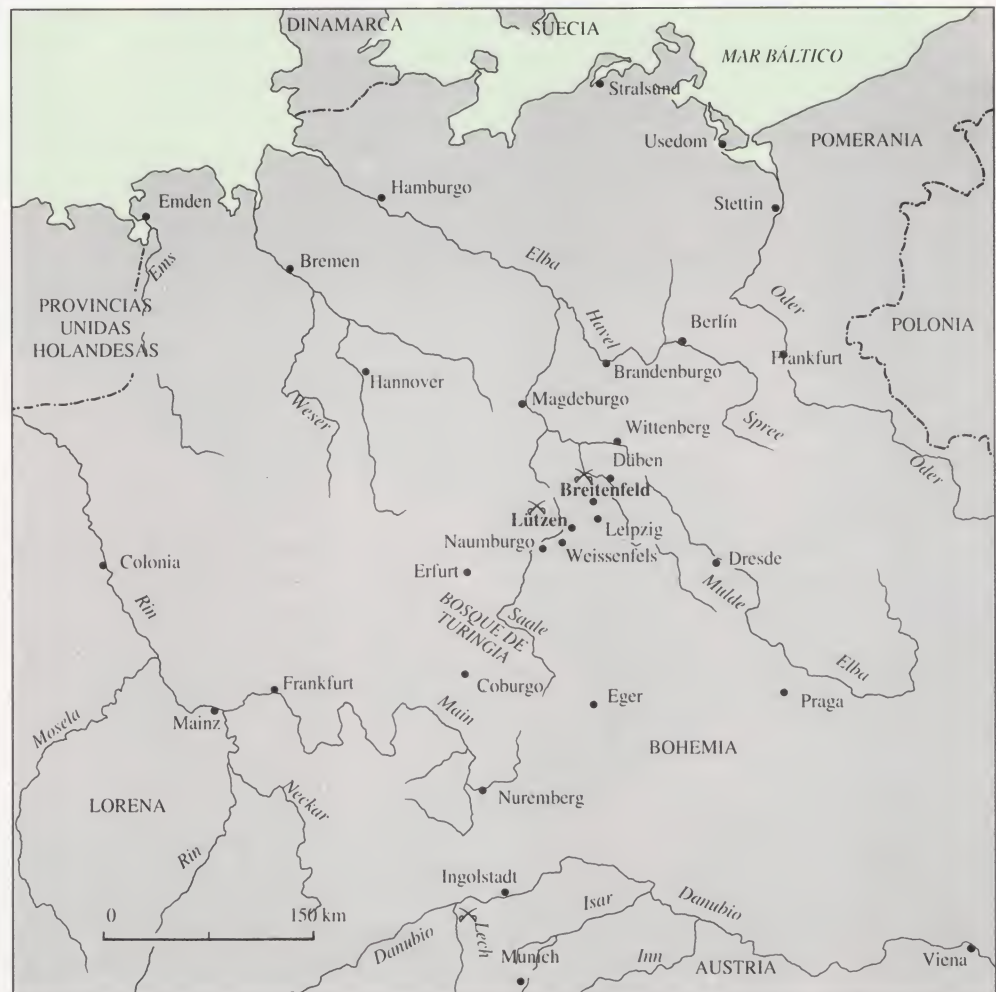 DINAMARCA
SUECIA
MAR BÁLTICO
Stralsund
Usedom
POMERANIA
Emden
Hamburgo
Stettin
Ems
Bremen
Elba
PROVINCIAS
UNIDAS
HOLANDESAS
Havel
Berlín
Oder
POLONIA
Frankfurt
Hannover
Brandenburgo
Weser
Magdeburgo
Spree
Wittenberg
Düben
Oder
Breitenfeld
Lützen
Leipzig
Naumburgo
Weissenfels
Colonia
Erfurt
Dresde
Rin
Mulde
BOSQUE DE
TURINGIA
Saale
Elba
Coburgo
Frankfurt
Eger
Praga
Mosela
Mainz
Main
BOHEMIA
LORENA
Neckar
Nuremberg
Rin
Ingolstadt
0 150 km
Isar
Danubio
Danubio
Lech
Munich
Inn
AUSTRIA
Viena